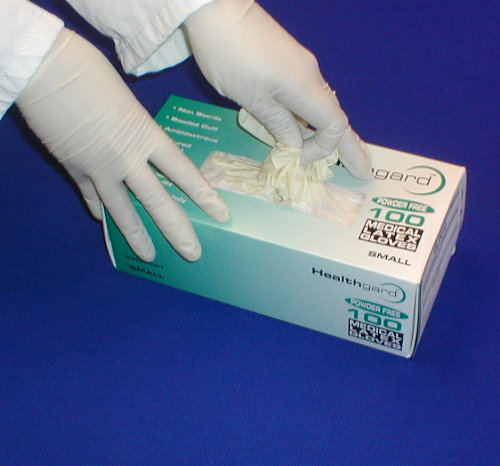 • Non Sterile
• Beaded Cuff
• Ambidextrous
gard™
POWDER FREE
100
MEDICAL
LATEX
GLOVES
SMALL
SMALL
Healthgard
POWDER FREE
100
MEDICAL
LATEX
GLOVES